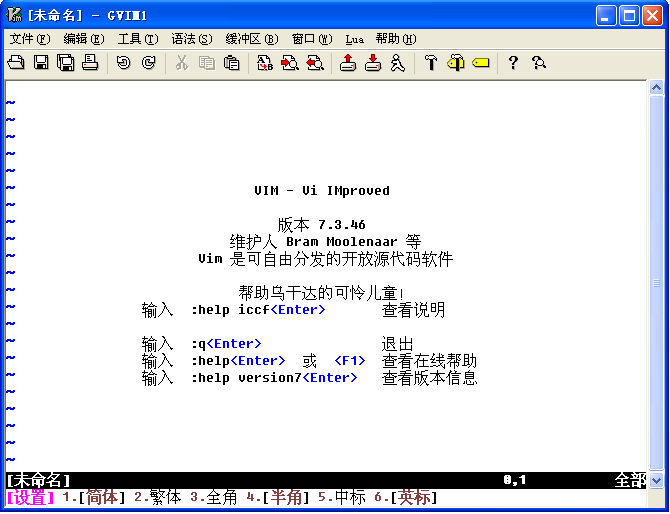 [未命名] - GVIM1
文件(F) 编辑(E) 工具(T) 语法(S) 缓冲区(B) 窗口(W) Lua 帮助(H)
~
~
~
~
~
~
VIM - Vi IMproved
~
~
版本 7.3.46
~
维护人 Bram Moolenaar 等
~
Vim 是可自由分发的开放源代码软件
~
~
帮助乌干达的可怜儿童!
~
输入 :help iccf<Enter> 查看说明
~
~
输入 :q<Enter> 退出
~
输入 :help<Enter> 或 <F1> 查看在线帮助
~
输入 :help version7<Enter> 查看版本信息
~
~
~
~
~
[未命名] 0,1 全部
[设置] 1.[简体] 2.繁体 3.全角 4.[半角] 5.中标 6.[英标]